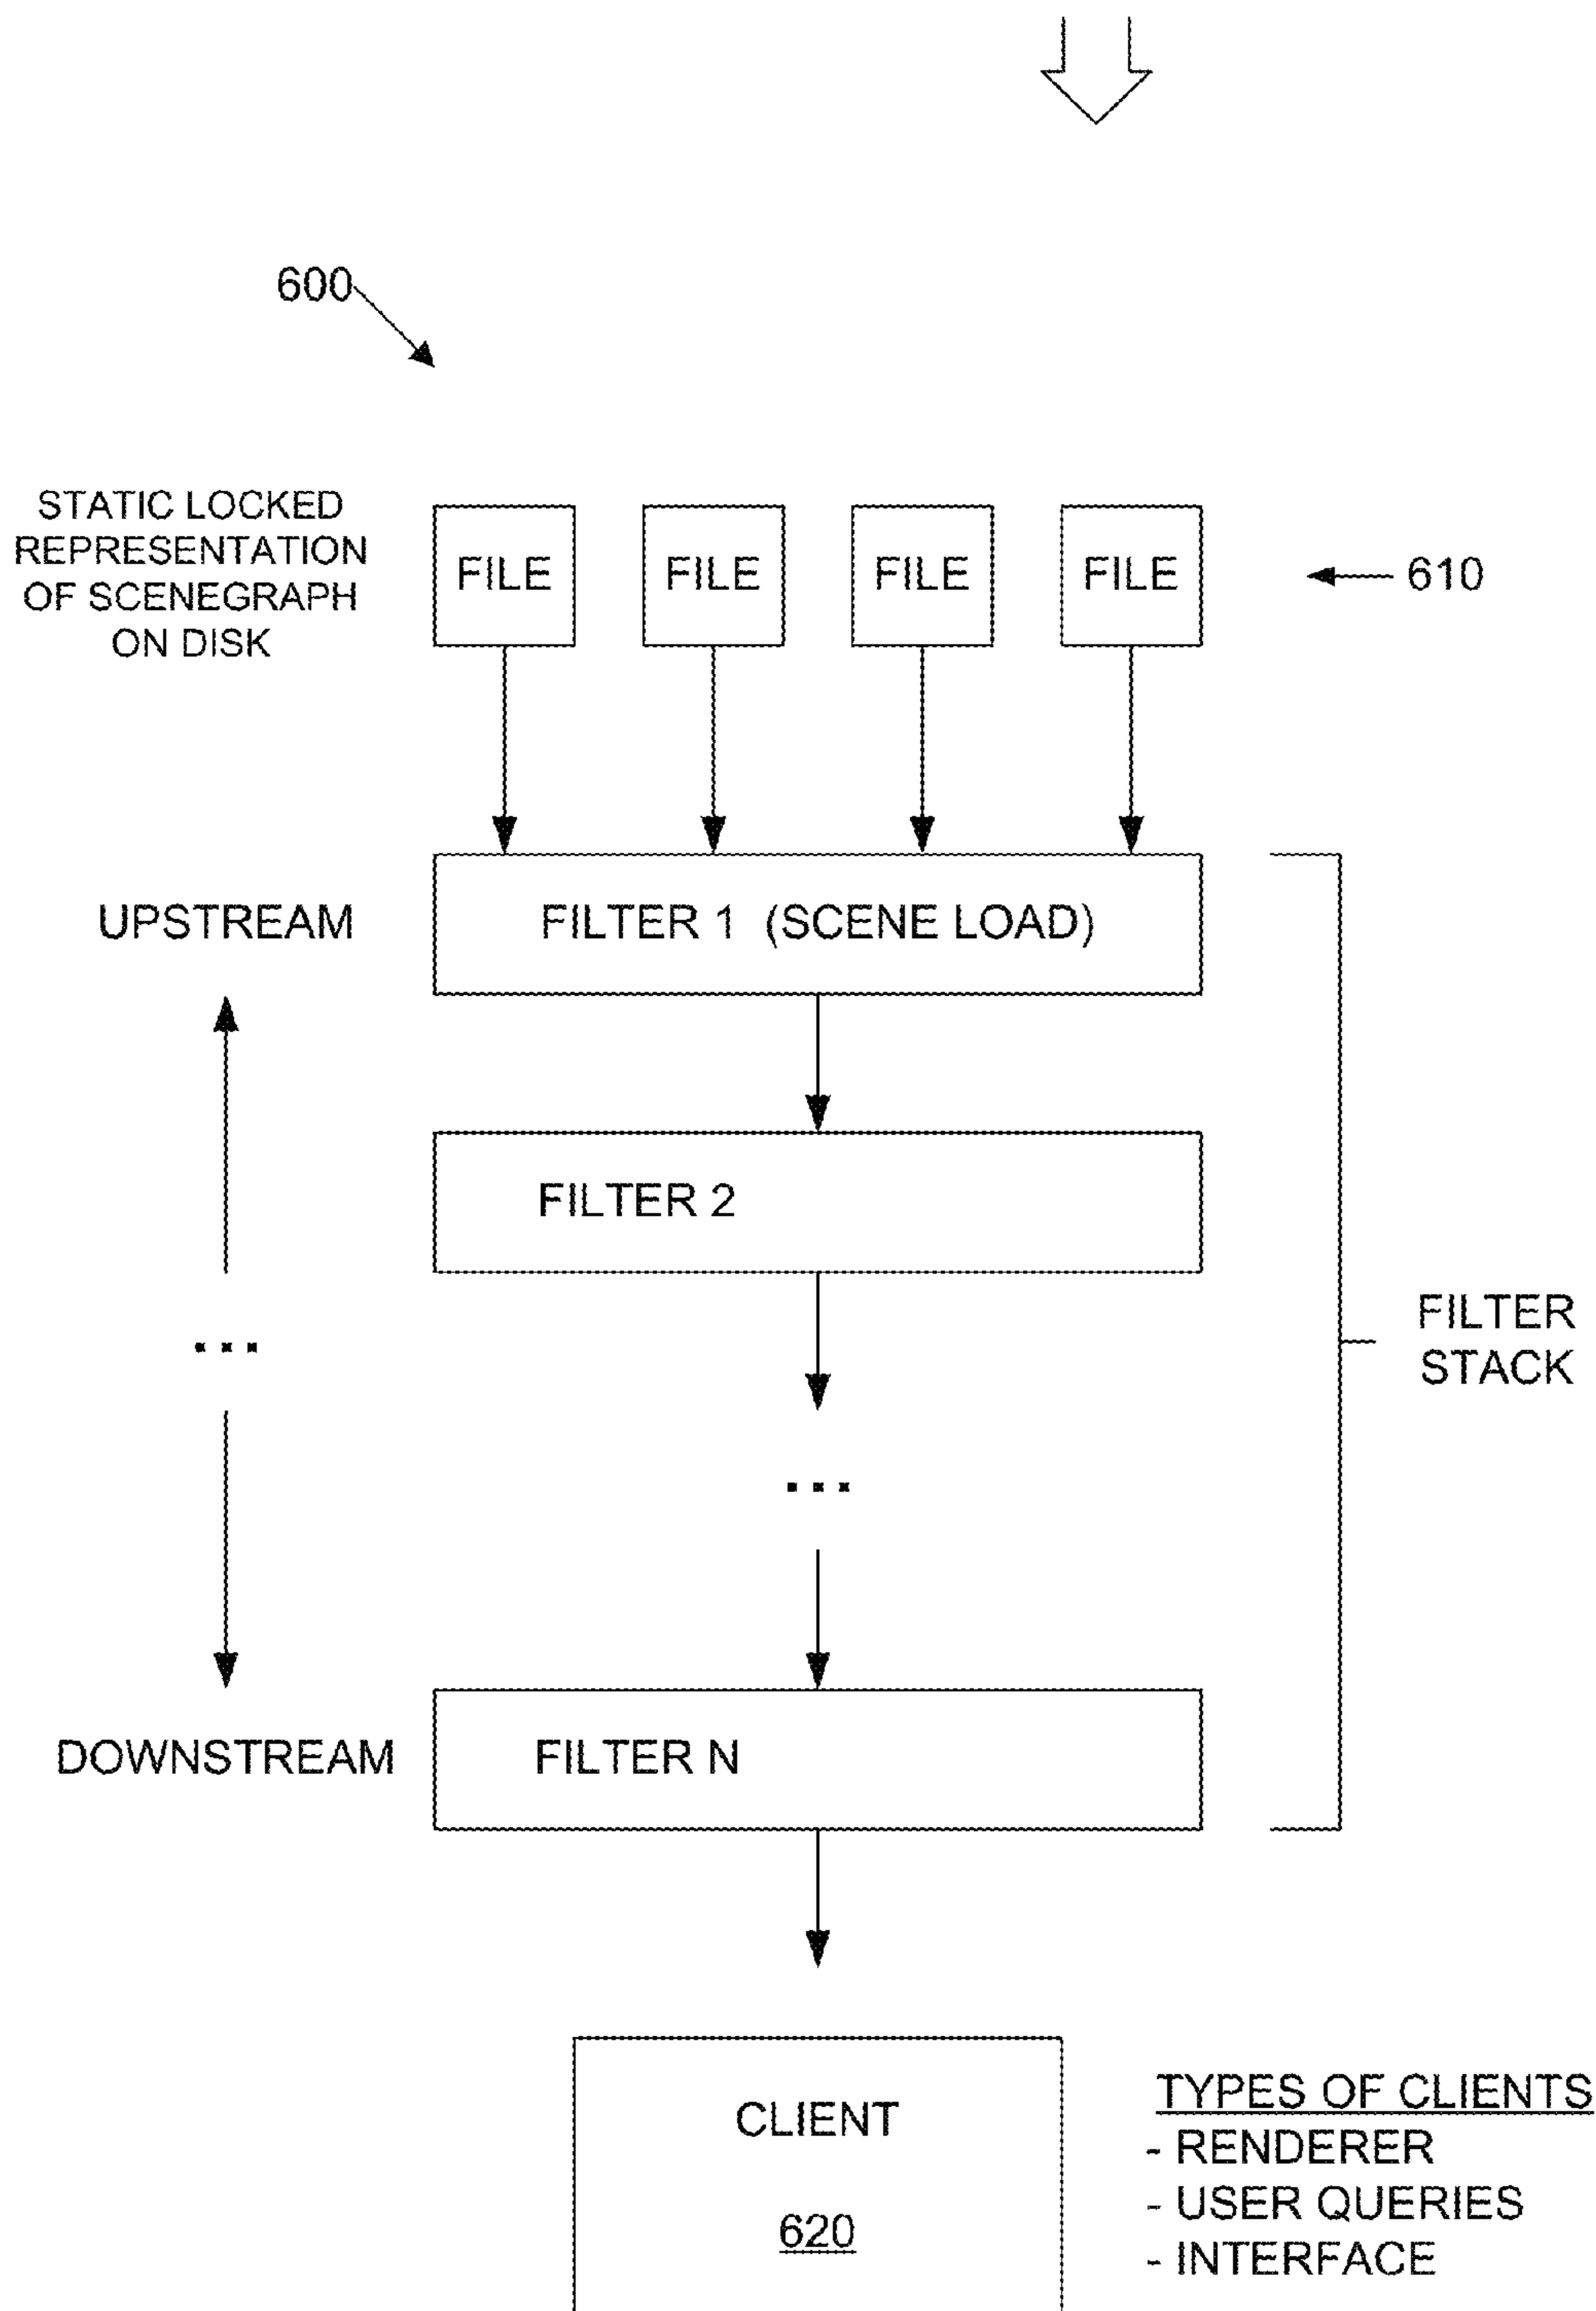 600
STATIC LOCKED
REPRESENTATION
OF SCENEGRAPH
ON DISK
FILE
FILE
FILE
FILE
610
UPSTREAM
FILTER 1 (SCENE LOAD)
FILTER 2
...
FILTER
STACK
...
DOWNSTREAM
FILTER N
CLIENT
620
TYPES OF CLIENTS
- RENDERER
- USER QUERIES
- INTERFACE